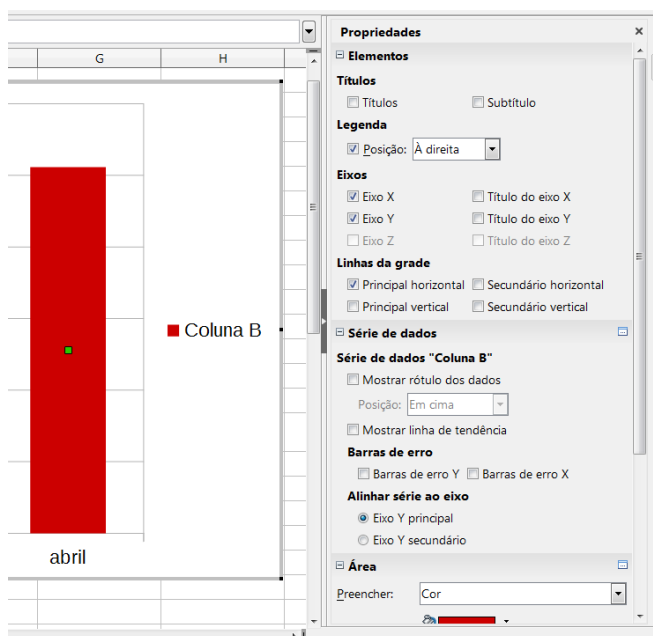 Propriedades
G H
Elementos
Títulos
Títulos Subtítulo
Legenda
Posição: À direita
Eixos
Eixo X Título do eixo X
Eixo Y Título do eixo Y
Eixo Z Título do eixo Z
Linhas da grade
Principal horizontal Secundário horizontal
Principal vertical Secundário vertical
Coluna B
Série de dados
Série de dados "Coluna B"
Mostrar rótulo dos dados
Posição: Em cima
Mostrar linha de tendência
Barras de erro
Barras de erro Y Barras de erro X
Alinhar série ao eixo
Eixo Y principal
Eixo Y secundário
abril
Área
Preencher: Cor